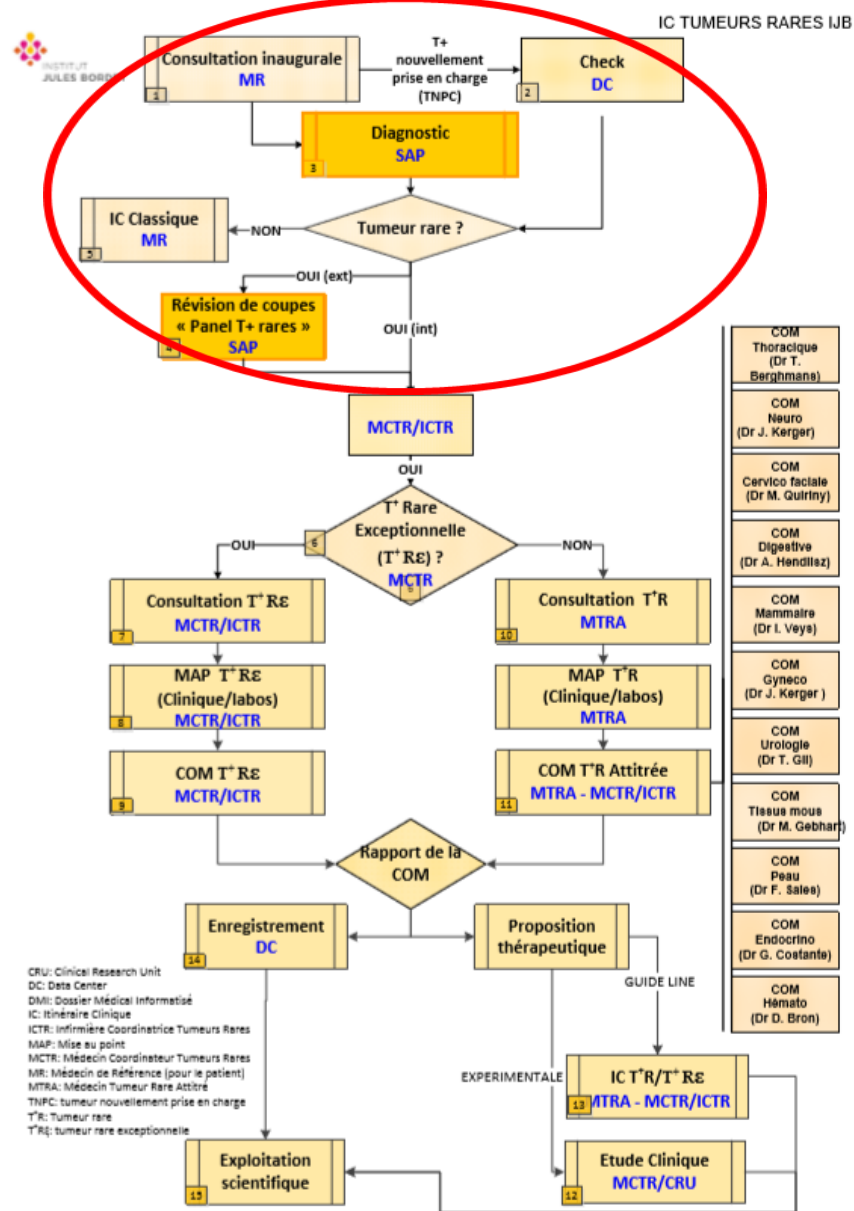 IC TUMEURS RARES IJB
INSTITUT
JULES BORDET
Consultation inaugurale
MR
1
T+
nouvellement
prise en charge
(TNPC)
Check
DC
2
Diagnostic
SAP
3
IC Classique
MR
5
NON
Tumeur rare ?
OUI (ext)
Révision de coupes
« Panel T+ rares »
SAP
4
OUI (int)
MCTR/ICTR
OUI
T⁺ Rare
Exceptionnelle
(T⁺ Rε) ?
MCTR
6
OUI
NON
Consultation T⁺ Rε
MCTR/ICTR
7
Consultation T⁺R
MTRA
10
MAP T⁺ Rε
(Clinique/labos)
MCTR/ICTR
8
MAP T⁺R
(Clinique/labos)
MTRA
COM T⁺ Rε
MCTR/ICTR
9
COM T⁺R Attitrée
MTRA - MCTR/ICTR
11
Rapport de la
COM
Enregistrement
DC
14
Proposition
thérapeutique
GUIDE LINE
EXPERIMENTALE
IC T⁺R/T⁺ Rε
MTRA - MCTR/ICTR
13
Etude Clinique
MCTR/CRU
12
Exploitation
scientifique
15
COM
Thoracique
(Dr T.
Berghmans)
COM
Neuro
(Dr J. Kerger)
COM
Cervico faciale
(Dr M. Quiriny)
COM
Digestive
(Dr A. Hendlisz)
COM
Mammaire
(Dr I. Veys)
COM
Gyneco
(Dr J. Kerger )
COM
Urologie
(Dr T. Gil)
COM
Tissus mous
(Dr M. Gebhart)
COM
Peau
(Dr F. Sales)
COM
Endocrino
(Dr G. Costante)
COM
Hémato
(Dr D. Bron)
CRU: Clinical Research Unit
DC: Data Center
DMI: Dossier Médical Informatisé
IC: Itinéraire Clinique
ICTR: Infirmière Coordinatrice Tumeurs Rares
MAP: Mise au point
MCTR: Médecin Coordinateur Tumeurs Rares
MR: Médecin de Référence (pour le patient)
MTRA: Médecin Tumeur Rare Attitré
TNPC: tumeur nouvellement prise en charge
T⁺R: Tumeur rare
T⁺Rξ: tumeur rare exceptionnelle